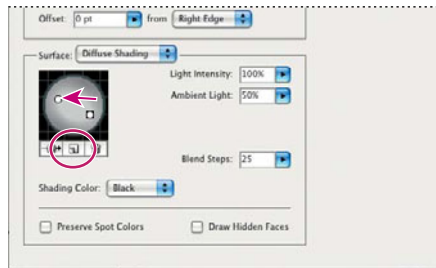 Offset: 0 pt from Right Edge
Surface: Diffuse Shading
Light Intensity: 100%
Ambient Light: 50%
Blend Steps: 25
Shading Color: Black
Preserve Spot Colors Draw Hidden Faces